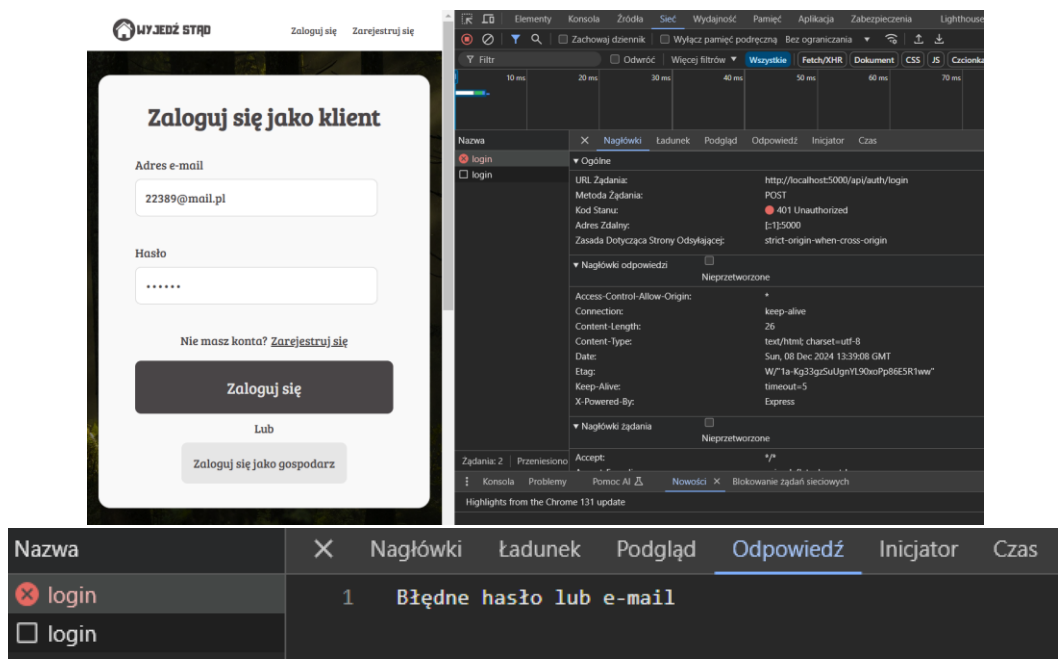 WYJEDŹ STĄD
Zaloguj się Zarejestruj się
Zaloguj się jako klient
Adres e-mail
22389@mail.pl
Hasło
••••••
Nie masz konta? Zarejestruj się
Zaloguj się
Lub
Zaloguj się jako gospodarz
Elementy Konsola Źródła Sieć Wydajność Pamięć Aplikacja Zabezpieczenia Lighthouse
Zachowaj dziennik Wyłącz pamięć podręczną Bez ograniczania
Filtr Odwróć Więcej filtrów Wszystkie Fetch/XHR Dokument CSS JS Czcionka
10 ms 20 ms 30 ms 40 ms 50 ms 60 ms 70 ms
Nazwa Nagłówki Ładunek Podgląd Odpowiedź Inicjator Czas
login
login
Ogólne
URL Żądania: http://localhost:5000/api/auth/login
Metoda Żądania: POST
Kod Stanu: 401 Unauthorized
Adres Zdalny: [::1]:5000
Zasada Dotycząca Strony Odsyłającej: strict-origin-when-cross-origin
Nagłówki odpowiedzi
Nieprzetworzone
Access-Control-Allow-Origin: *
Connection: keep-alive
Content-Length: 26
Content-Type: text/html; charset=utf-8
Date: Sun, 08 Dec 2024 13:39:08 GMT
Etag: W/"1a-Kg33gzSuUgnYL90xoPp86E5R1ww"
Keep-Alive: timeout=5
X-Powered-By: Express
Nagłówki żądania
Nieprzetworzone
Accept: */*
Żądania: 2 Przeniesiono
Konsola Problemy Pomoc AI Nowości Blokowanie żądań sieciowych
Highlights from the Chrome 131 update
Nazwa Nagłówki Ładunek Podgląd Odpowiedź Inicjator Czas
login
login
1 Błędne hasło lub e-mail